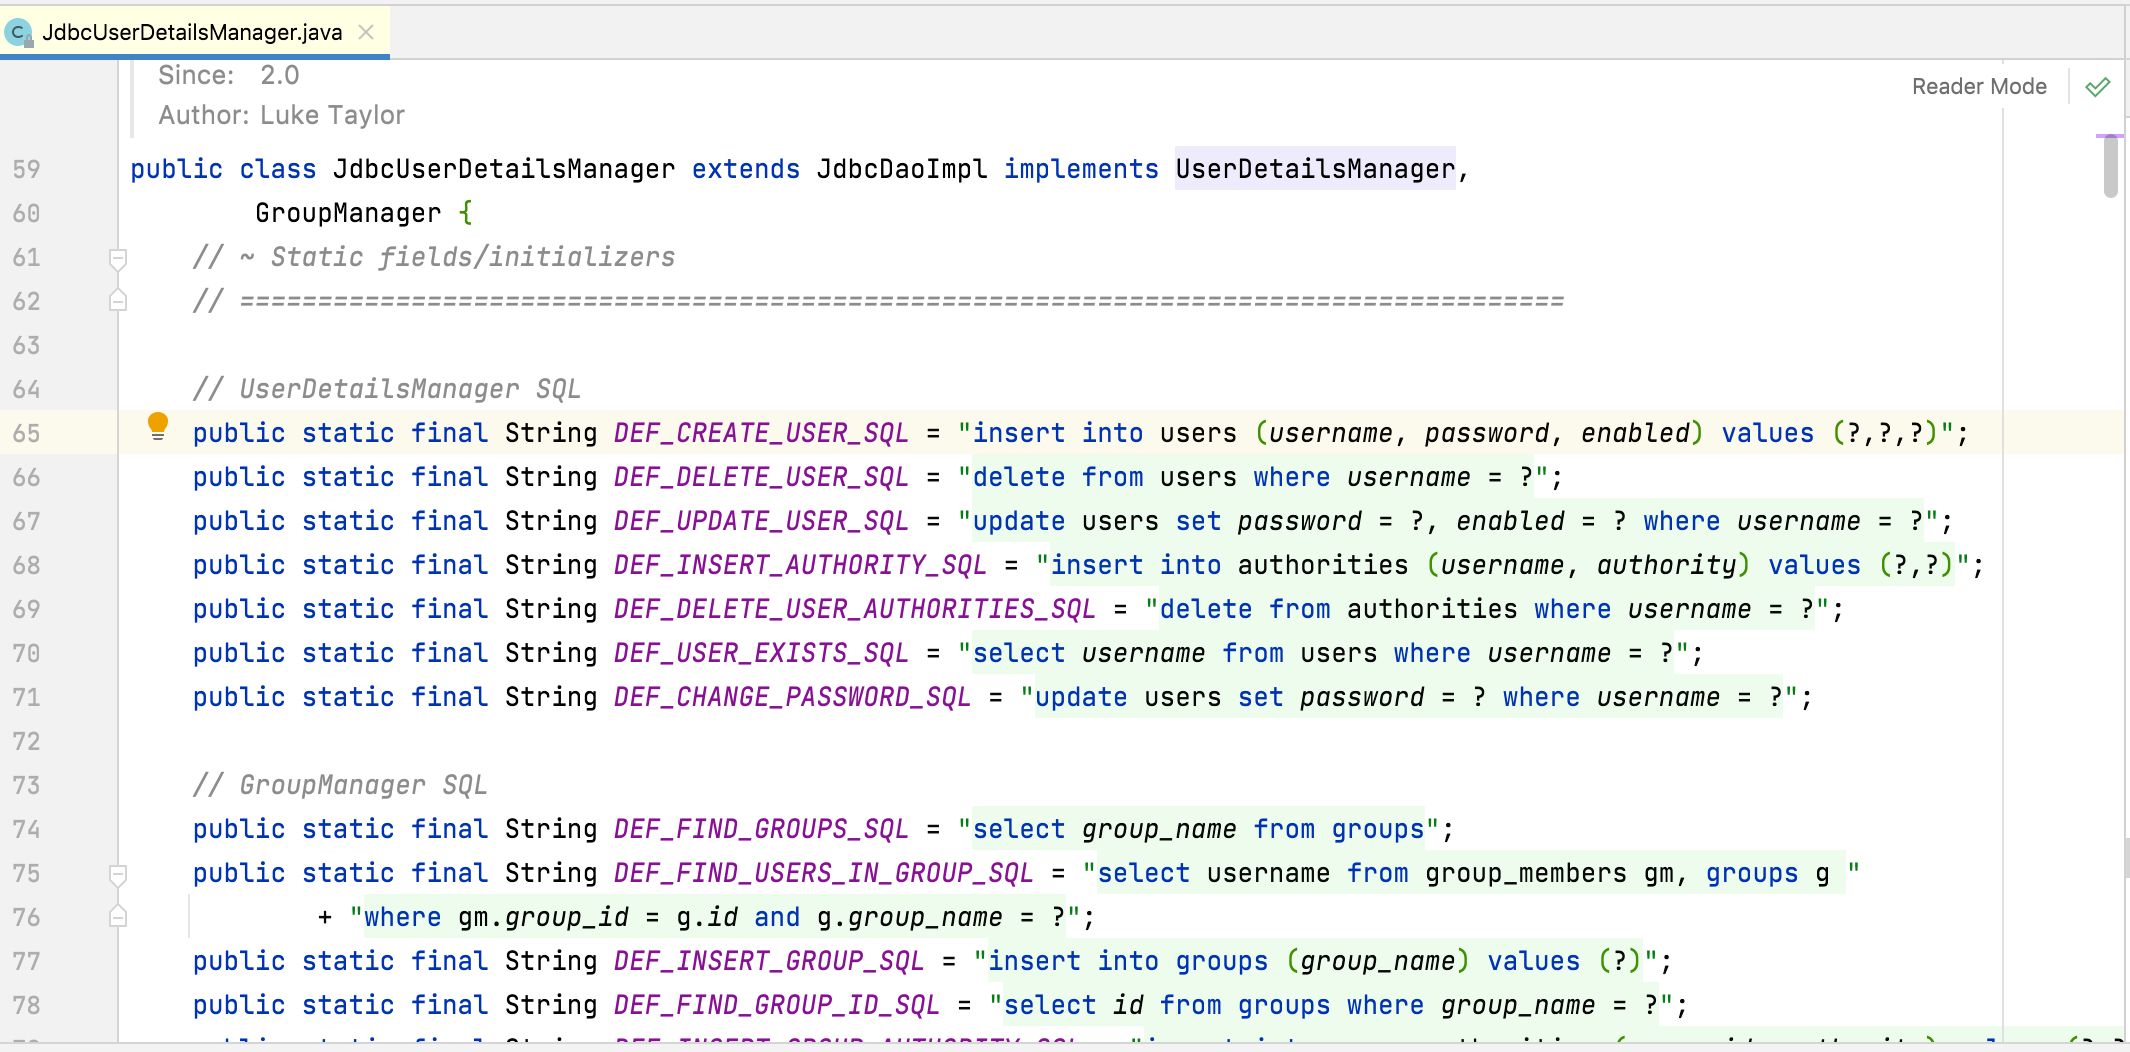 JdbcUserDetailsManager.java
Since: 2.0
Reader Mode
Author: Luke Taylor
59 public class JdbcUserDetailsManager extends JdbcDaoImpl implements UserDetailsManager,
60 GroupManager {
61 // ~ Static fields/initializers
62 // =====================================================================================
63
64 // UserDetailsManager SQL
65 public static final String DEF_CREATE_USER_SQL = "insert into users (username, password, enabled) values (?,?,?)";
66 public static final String DEF_DELETE_USER_SQL = "delete from users where username = ?";
67 public static final String DEF_UPDATE_USER_SQL = "update users set password = ?, enabled = ? where username = ?";
68 public static final String DEF_INSERT_AUTHORITY_SQL = "insert into authorities (username, authority) values (?,?)";
69 public static final String DEF_DELETE_USER_AUTHORITIES_SQL = "delete from authorities where username = ?";
70 public static final String DEF_USER_EXISTS_SQL = "select username from users where username = ?";
71 public static final String DEF_CHANGE_PASSWORD_SQL = "update users set password = ? where username = ?";
72
73 // GroupManager SQL
74 public static final String DEF_FIND_GROUPS_SQL = "select group_name from groups";
75 public static final String DEF_FIND_USERS_IN_GROUP_SQL = "select username from group_members gm, groups g "
76 + "where gm.group_id = g.id and g.group_name = ?";
77 public static final String DEF_INSERT_GROUP_SQL = "insert into groups (group_name) values (?)";
78 public static final String DEF_FIND_GROUP_ID_SQL = "select id from groups where group_name = ?";